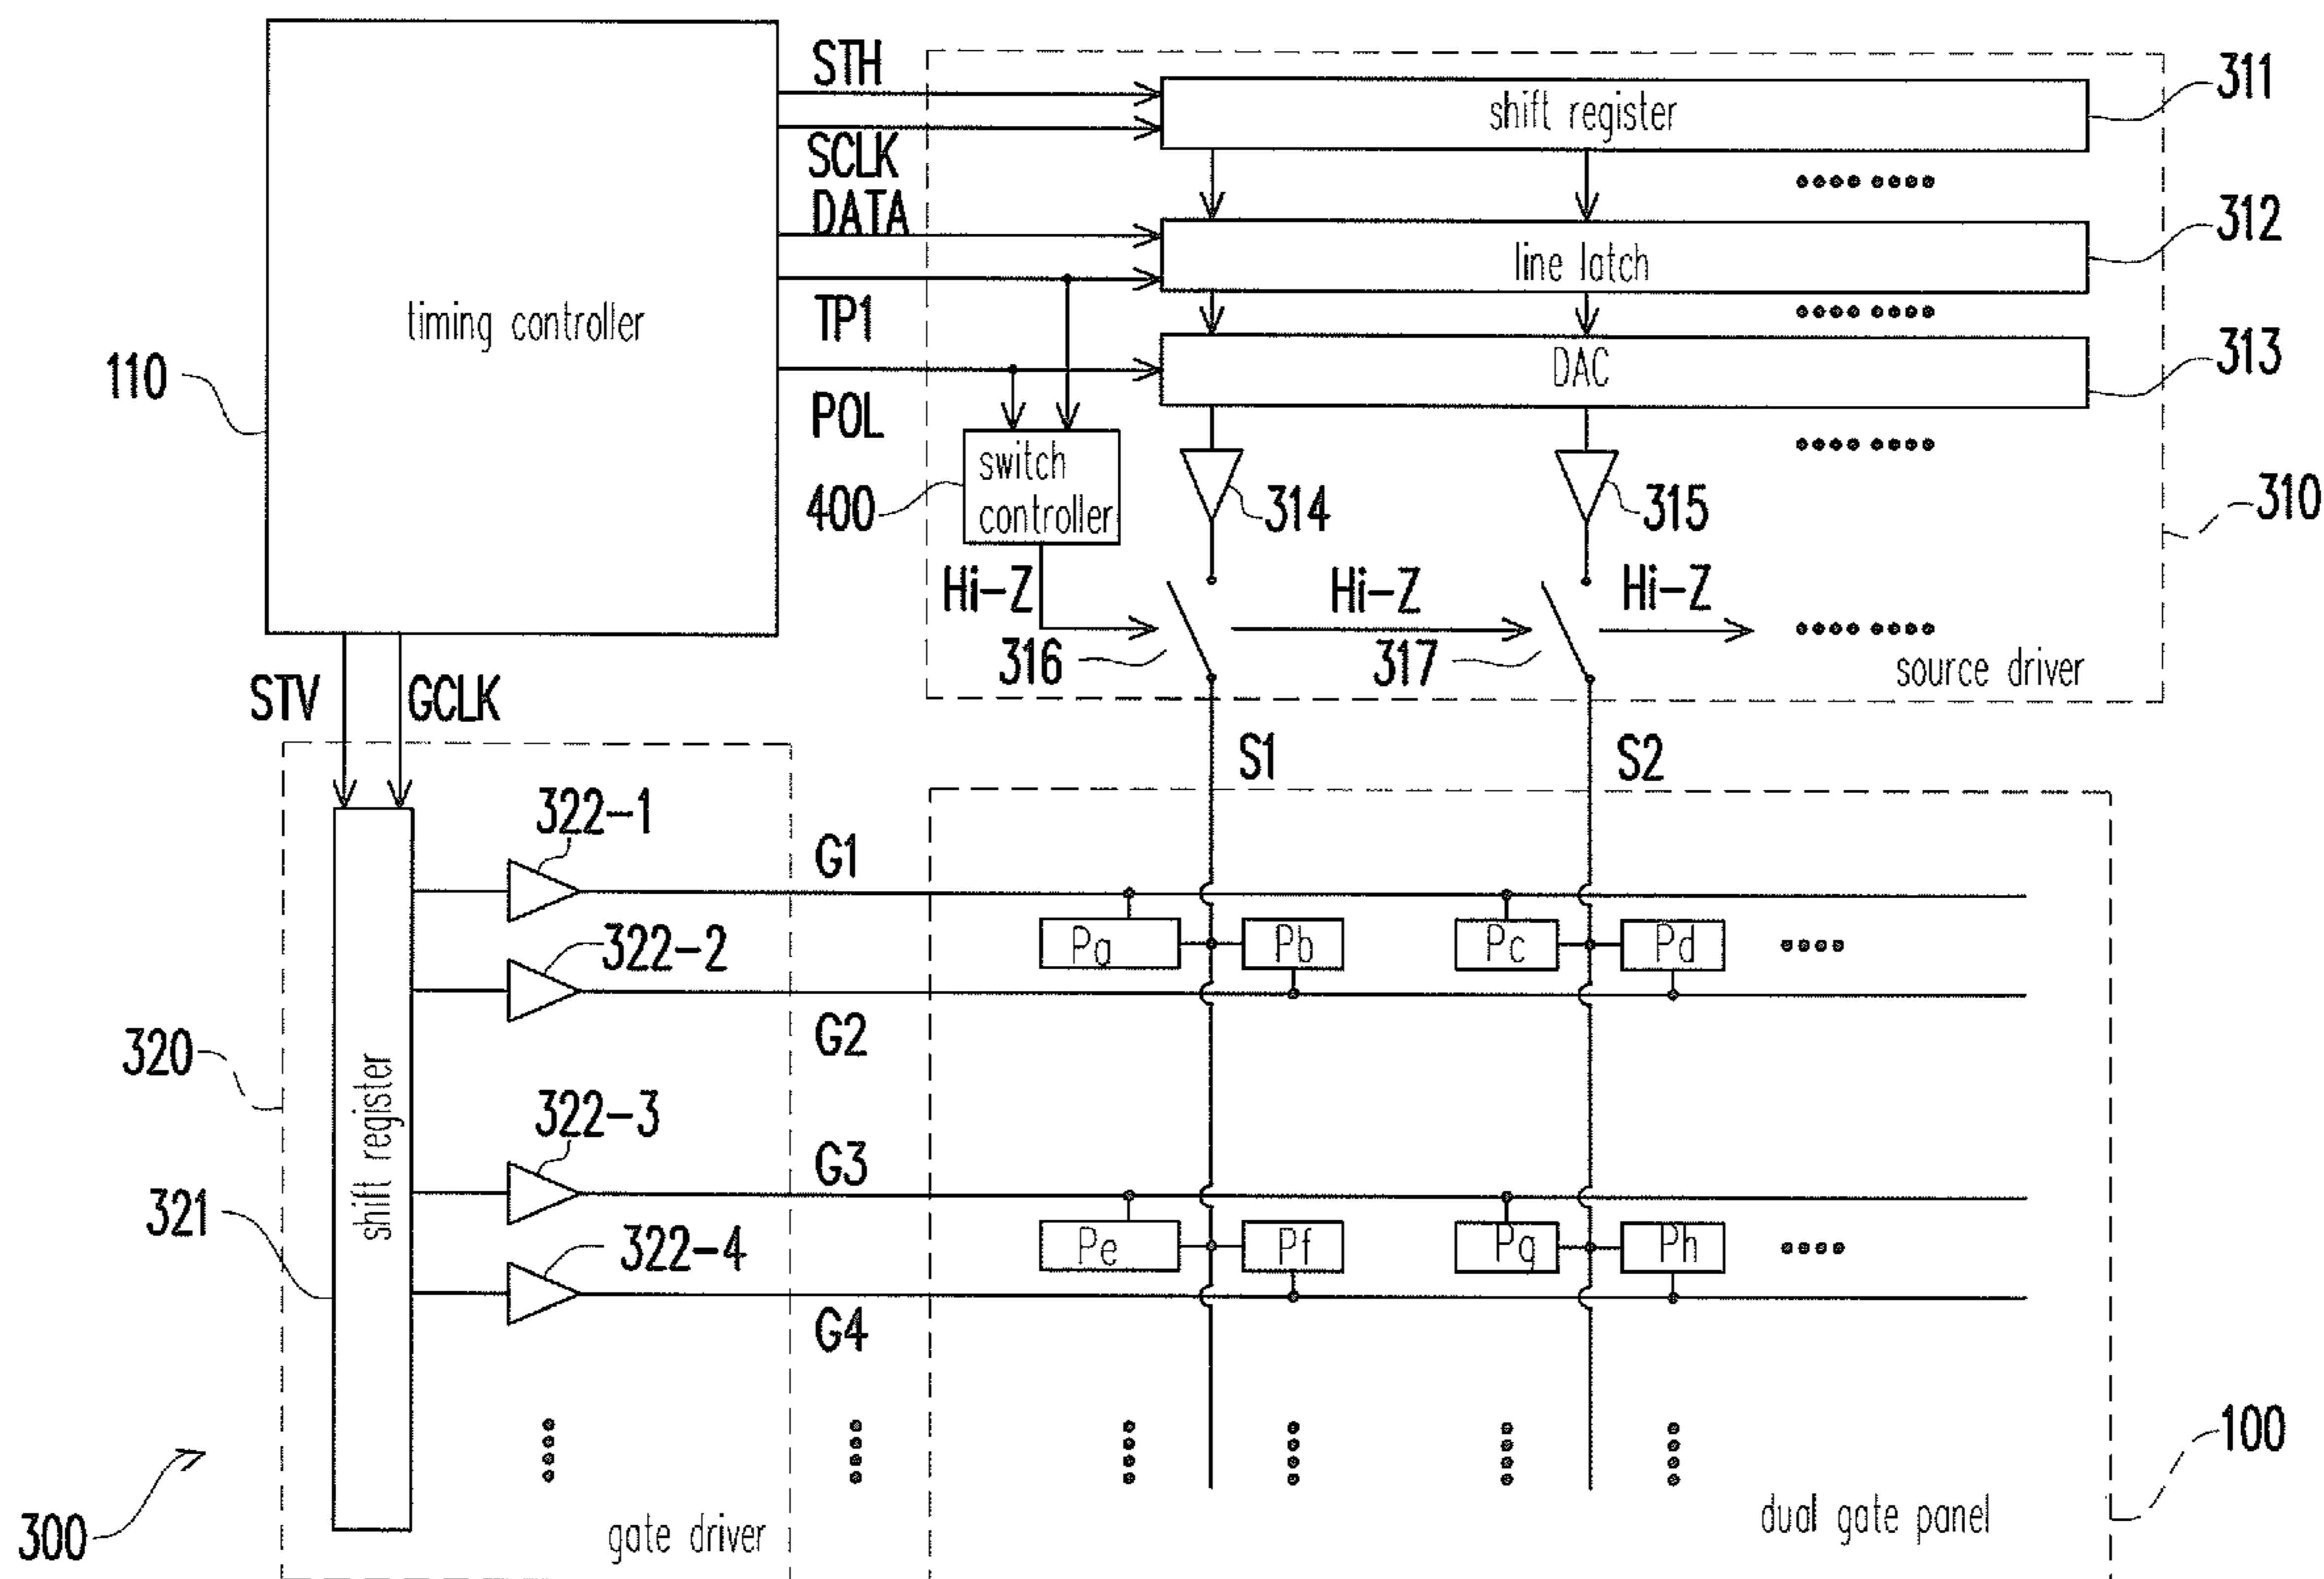 STH
311
shift register
SCLK
DATA
312
line latch
timing controller
TP1
313
DAC
110
POL
switch
controller
400
314
315
310
Hi-Z
Hi-Z
Hi-Z
316
317
source driver
STV
GCLK
S1
S2
322-1
G1
Pa
Pb
Pc
Pd
322-2
G2
320
shift register
322-3
G3
321
322-4
Pe
Pf
Pg
Ph
G4
100
300
gate driver
dual gate panel